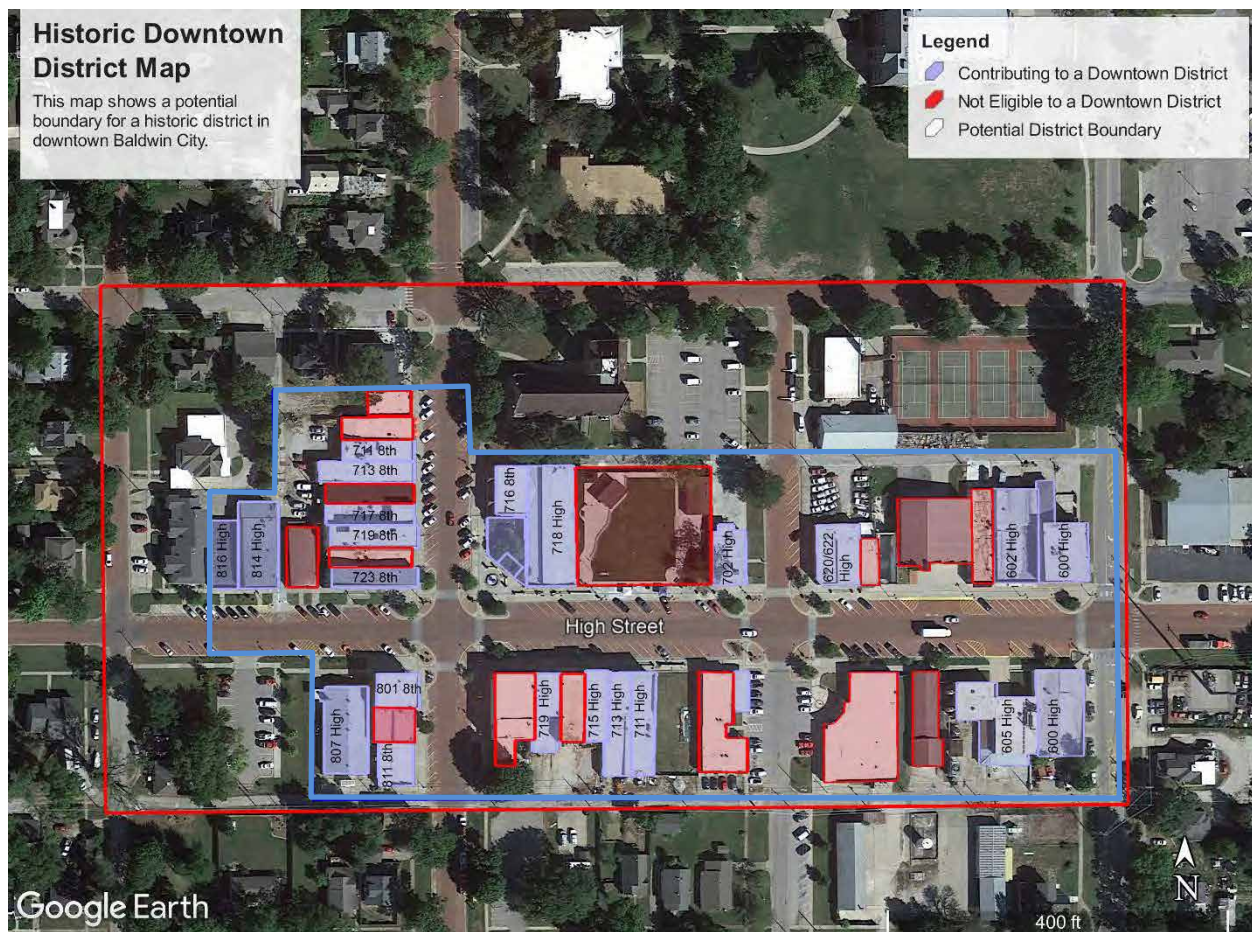 Historic Downtown
District Map
This map shows a potential
boundary for a historic district in
downtown Baldwin City.
Legend
Contributing to a Downtown District
Not Eligible to a Downtown District
Potential District Boundary
711 8th
713 8th
717 8th
719 8th
723 8th
816 High
814 High
716 8th
718 High
702 High
620/622
High
602 High
600 High
High Street
807 High
801 8th
811 8th
719 High
715 High
713 High
711 High
605 High
600 High
N
Google Earth
400 ft